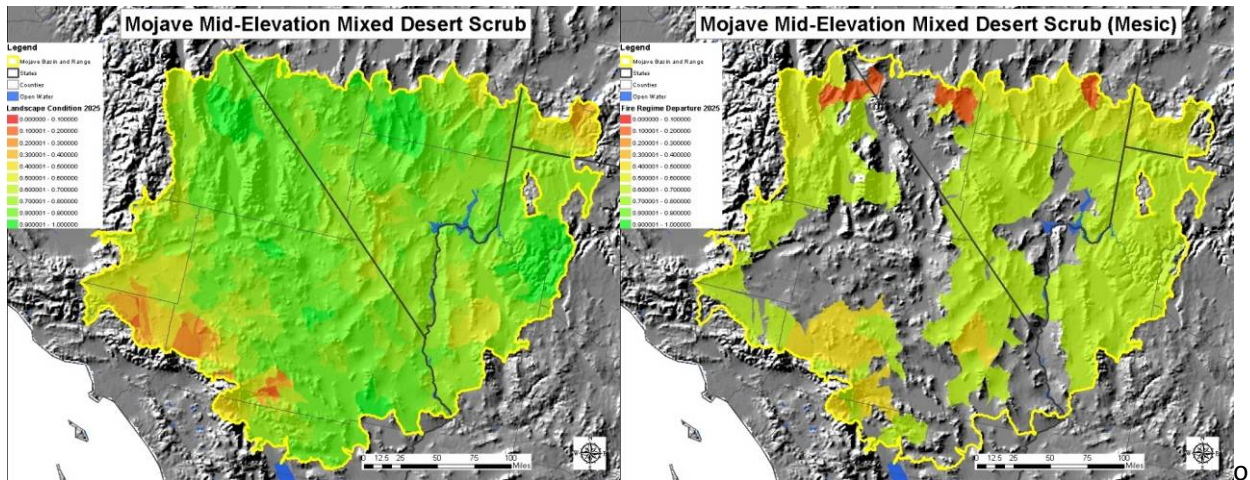 Mojave Mid-Elevation Mixed Desert Scrub
Legend
Mojave Basin and Range
States
Counties
Open Water
Landscape Condition 2025
0.000000 - 0.100000
0.100001 - 0.200000
0.200001 - 0.300000
0.300001 - 0.400000
0.400001 - 0.500000
0.500001 - 0.600000
0.600001 - 0.700000
0.700001 - 0.800000
0.800001 - 0.900000
0.900001 - 1.000000
0 12.5 25 50 75 100
Miles
Mojave Mid-Elevation Mixed Desert Scrub (Mesic)
Legend
Mojave Basin and Range
States
Counties
Open Water
Fire Regime Departure 2025
0.000000 - 0.100000
0.100001 - 0.200000
0.200001 - 0.300000
0.300001 - 0.400000
0.400001 - 0.500000
0.500001 - 0.600000
0.600001 - 0.700000
0.700001 - 0.800000
0.800001 - 0.900000
0.900001 - 1.000000
0 12.5 25 50 75 100
Miles
o